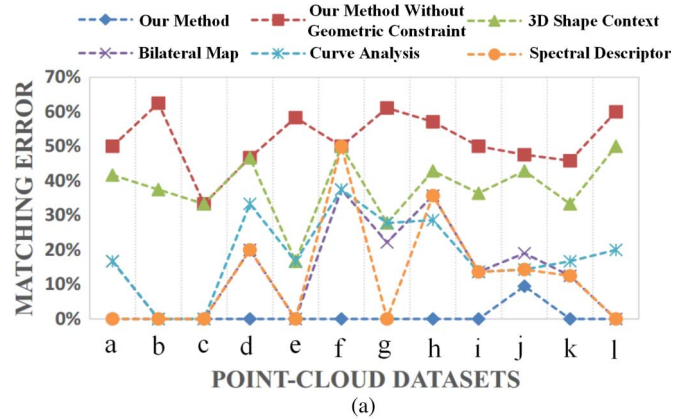 Our Method
Our Method Without
Geometric Constraint
3D Shape Context
Bilateral Map
Curve Analysis
Spectral Descriptor
70%
60%
50%
40%
30%
20%
10%
0%
MATCHING ERROR
a b c d e f g h i j k l
POINT-CLOUD DATASETS
(a)